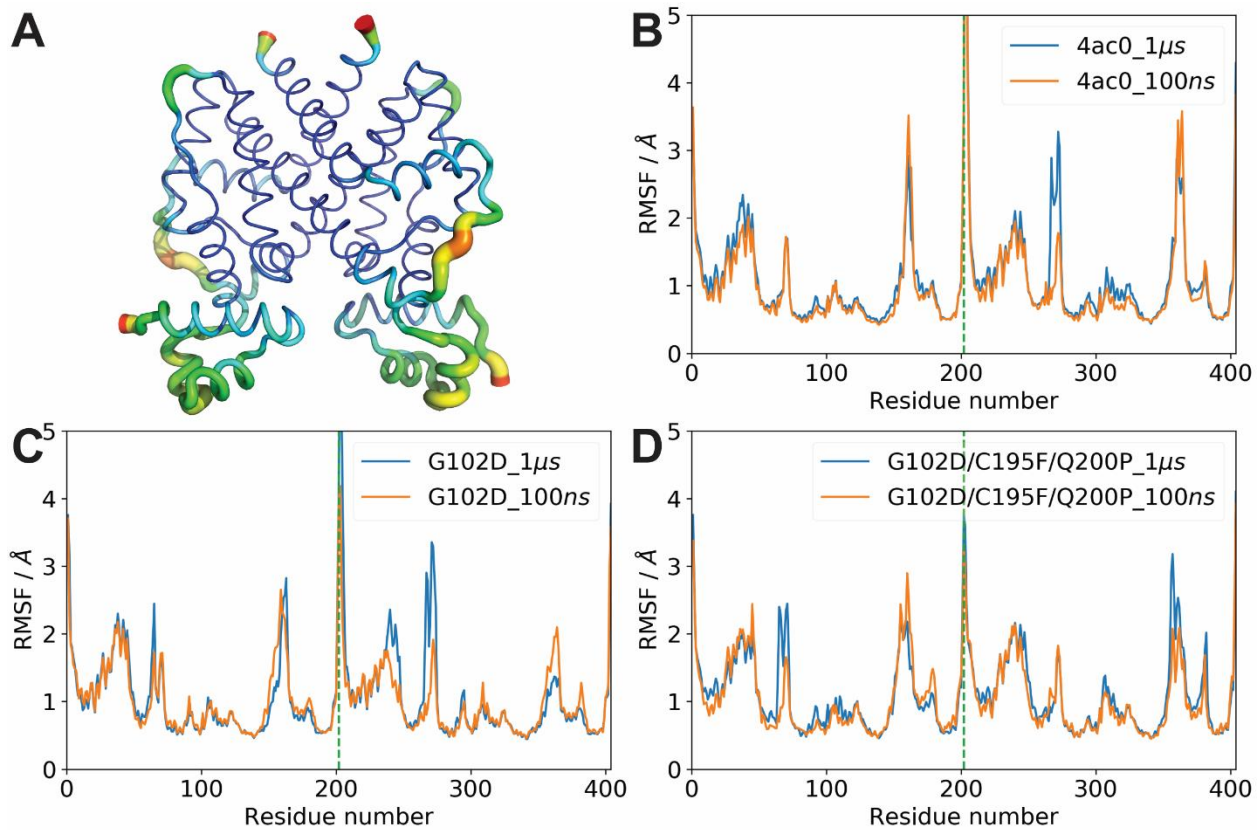 A
B
5
4
3
2
1
0
RMSF / Å
4ac0_1μs
4ac0_100ns
0
100
200
300
400
Residue number
C
5
4
3
2
1
0
RMSF / Å
G102D_1μs
G102D_100ns
0
100
200
300
400
Residue number
D
5
4
3
2
1
0
RMSF / Å
G102D/C195F/Q200P_1μs
G102D/C195F/Q200P_100ns
0
100
200
300
400
Residue number